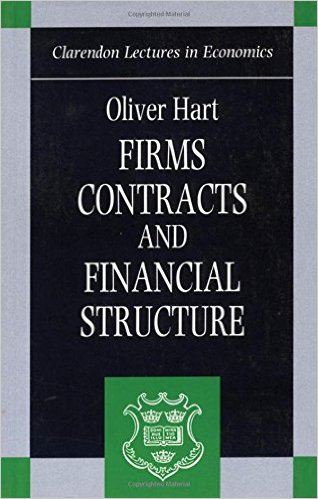 Clarendon Lectures in Economics
Oliver Hart
FIRMS
CONTRACTS
AND
FINANCIAL
STRUCTURE